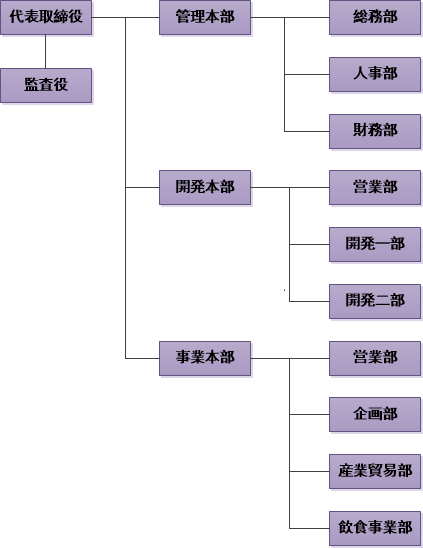 代表取締役
監査役
管理本部
総務部
人事部
財務部
開発本部
営業部
開発一部
開発二部
事業本部
営業部
企画部
産業貿易部
飲食事業部